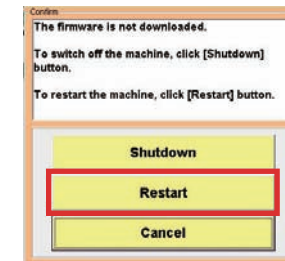 Confirm
The firmware is not downloaded.
To switch off the machine, click [Shutdown]
button.
To restart the machine, click [Restart] button.
Shutdown
Restart
Cancel